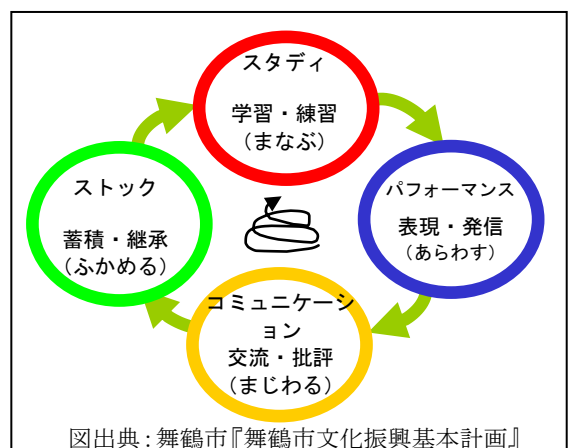 スタディ
学習・練習
(まなぶ)
パフォーマンス
表現・発信
(あらわす)
コミュニケーシ
ョン
交流・批評
(まじわる)
ストック
蓄積・継承
(ふかめる)
図出典:舞鶴市『舞鶴市文化振興基本計画』